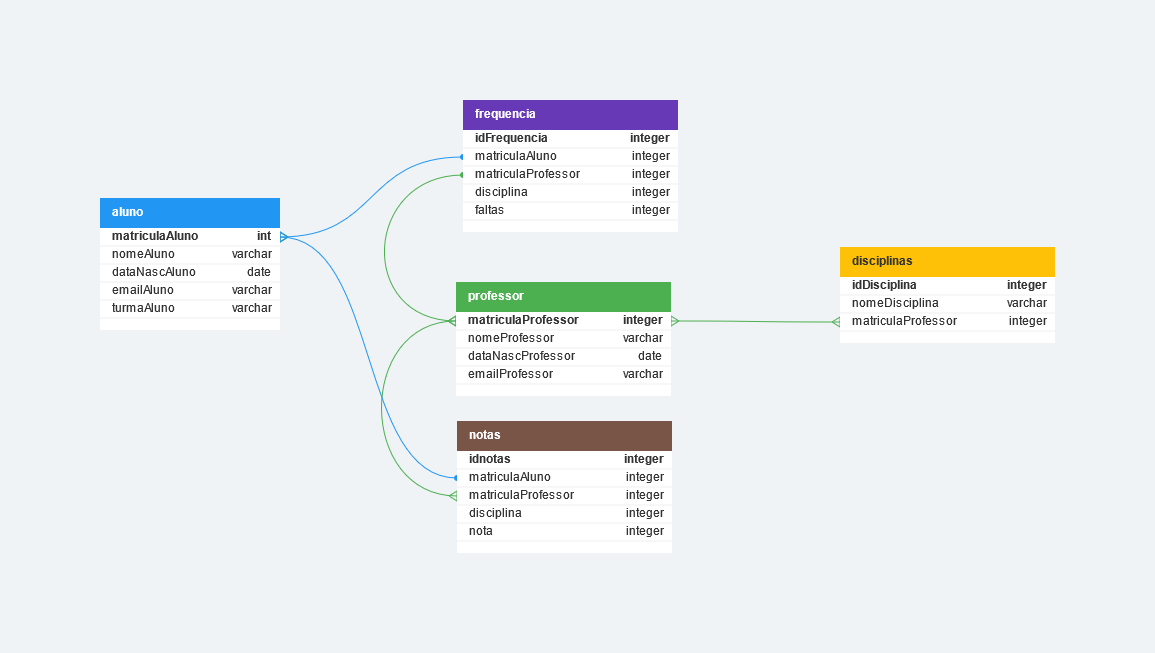 frequencia
idFrequencia integer
matriculaAluno integer
matriculaProfessor integer
disciplina integer
faltas integer
aluno
matriculaAluno int
nomeAluno varchar
dataNascAluno date
emailAluno varchar
turmaAluno varchar
disciplinas
idDisciplina integer
nomeDisciplina varchar
matriculaProfessor integer
professor
matriculaProfessor integer
nomeProfessor varchar
dataNascProfessor date
emailProfessor varchar
notas
idnotas integer
matriculaAluno integer
matriculaProfessor integer
disciplina integer
nota integer